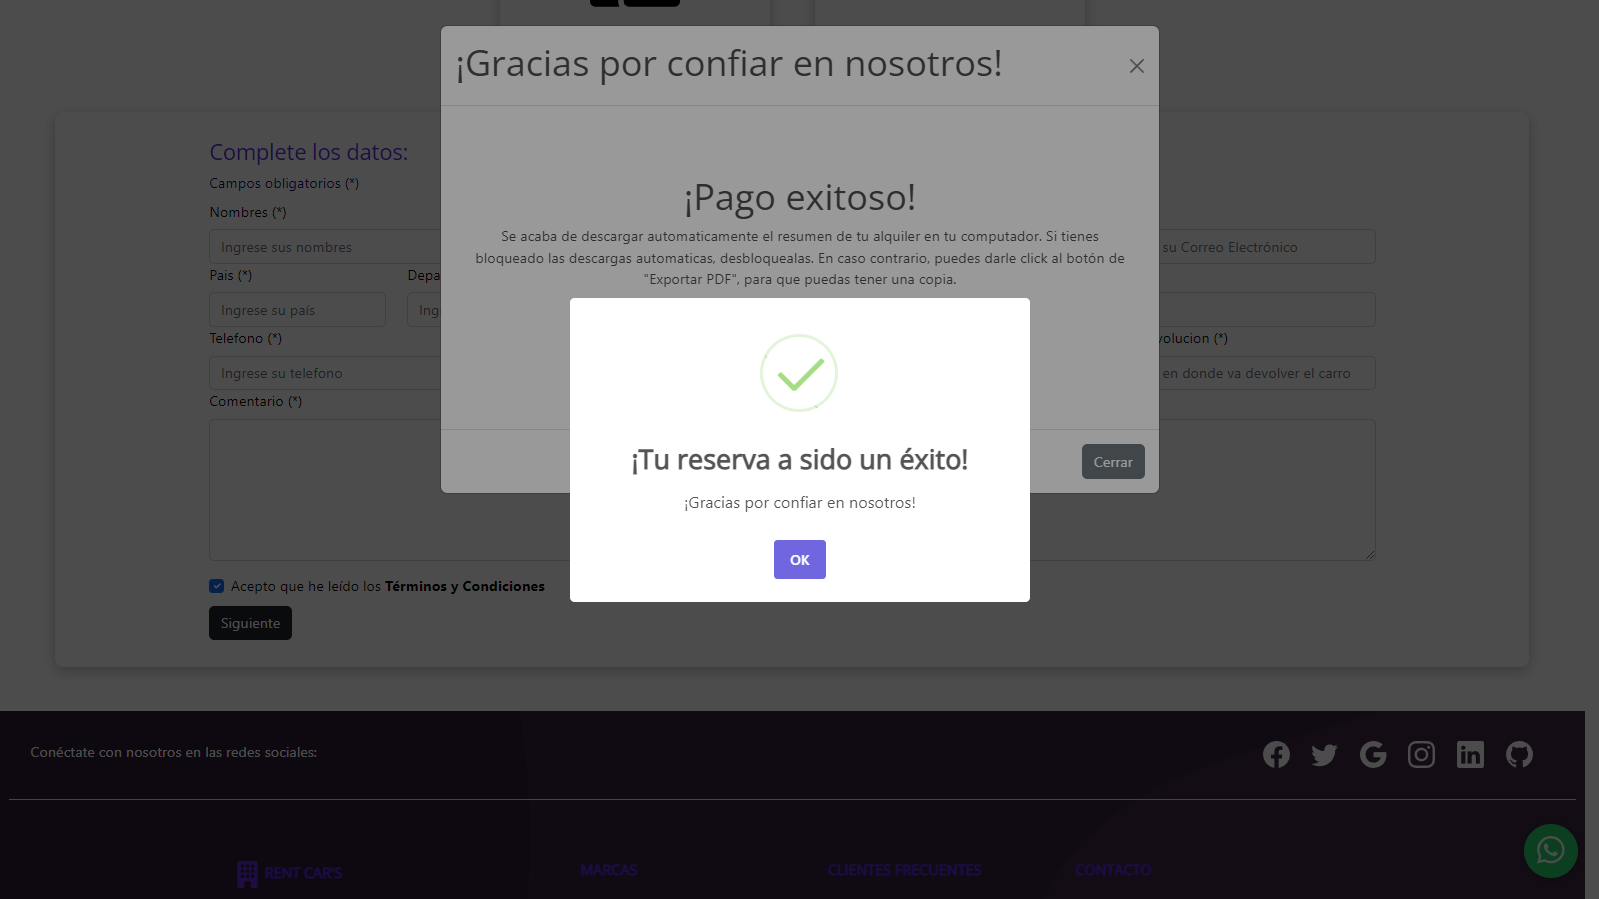 ¡Gracias por confiar en nosotros!
Complete los datos:
Campos obligatorios (*)
Nombres (*)
Ingrese sus nombres
su Correo Electrónico
Pais (*)
Depa
Ingrese su país
Ing
Telefono (*)
volucion (*)
Ingrese su telefono
en donde va devolver el carro
Comentario (*)
¡Pago exitoso!
Se acaba de descargar automaticamente el resumen de tu alquiler en tu computador. Si tienes
bloqueado las descargas automaticas, desbloquealas. En caso contrario, puedes darle click al botón de
"Exportar PDF", para que puedas tener una copia.
Cerrar
¡Tu reserva a sido un éxito!
¡Gracias por confiar en nosotros!
OK
Acepto que he leído los Términos y Condiciones
Siguiente
Conéctate con nosotros en las redes sociales:
RENT CAR'S
MARCAS
CLIENTES FRECUENTES
CONTACTO